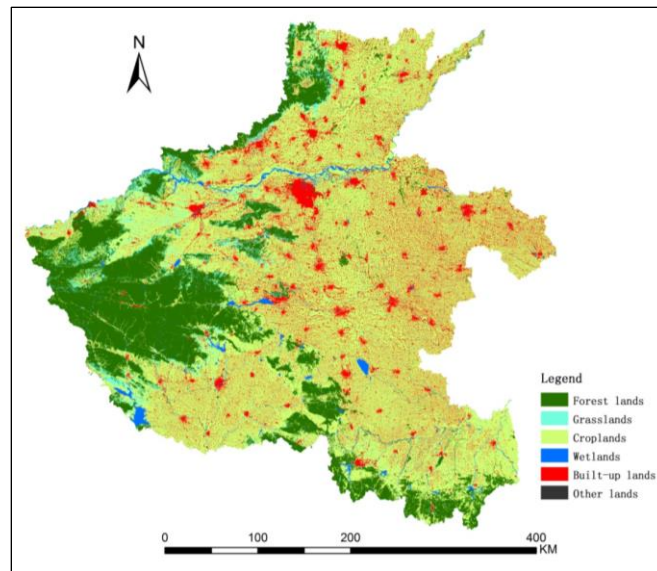 N
Legend
Forest lands
Grasslands
Croplands
Wetlands
Built-up lands
Other lands
0 100 200 400
KM